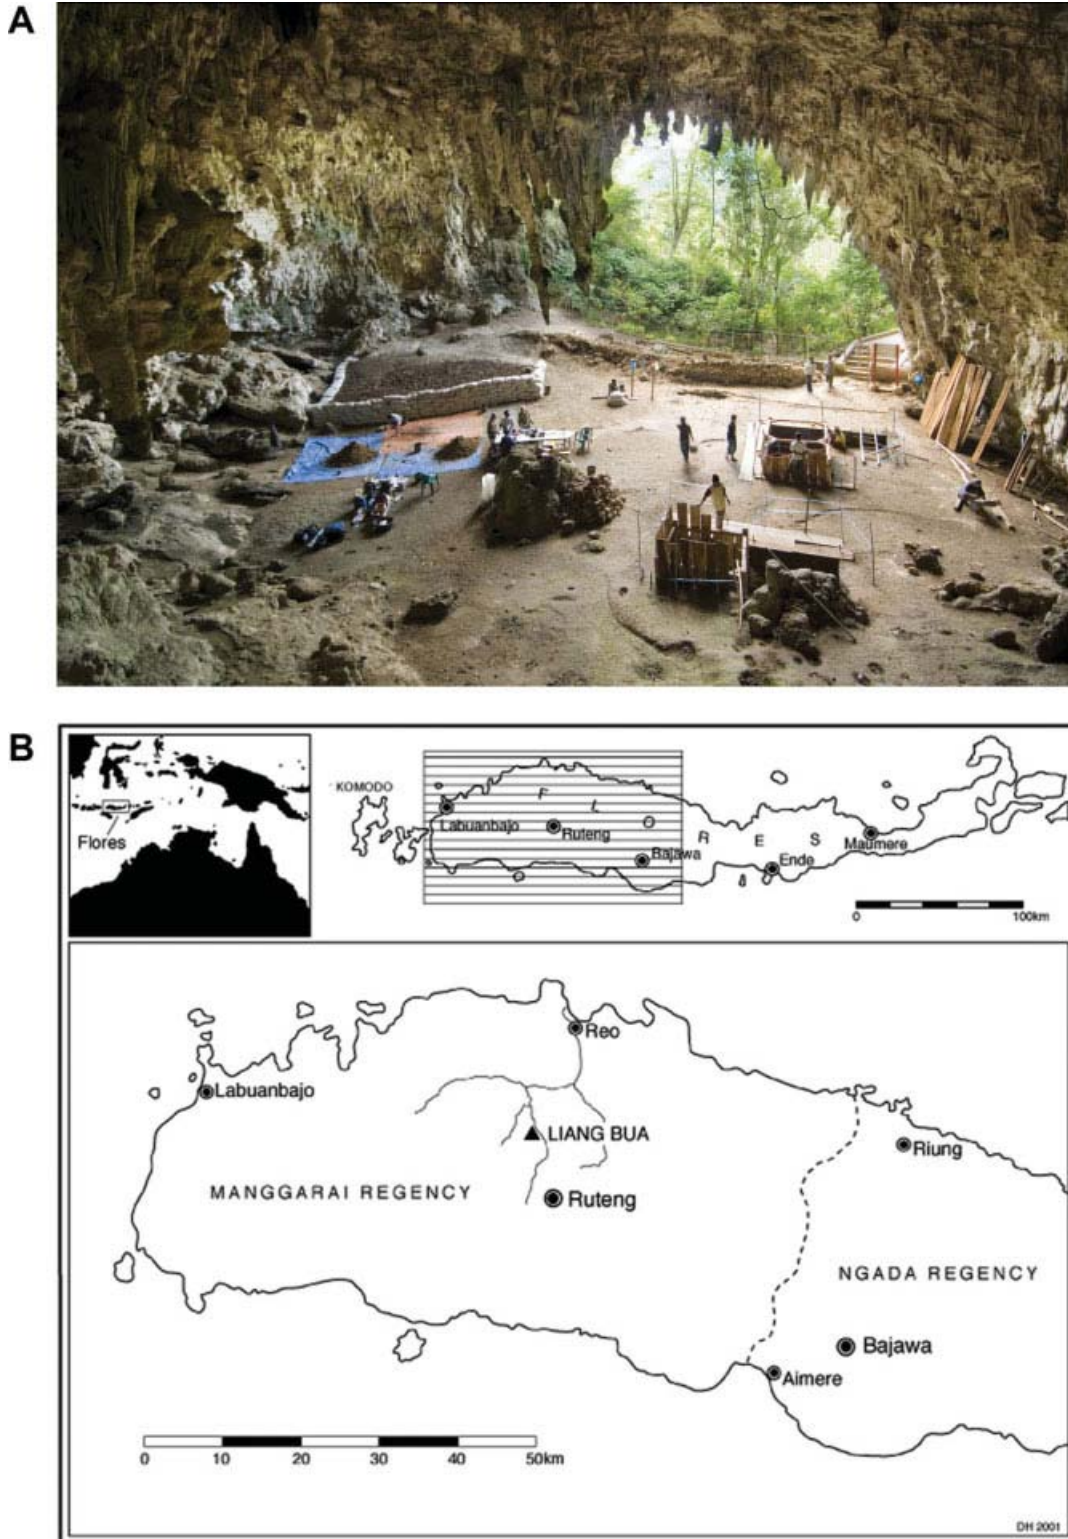 A
B
Flores
KOMODO
F L O R E S
Labuanbajo
Ruteng
Bajawa
Ende
Maumere
0 100km
Reo
Labuanbajo
LIANG BUA
Riung
MANGGARAI REGENCY
Ruteng
NGADA REGENCY
Bajawa
Aimere
0 10 20 30 40 50km
DH 2001